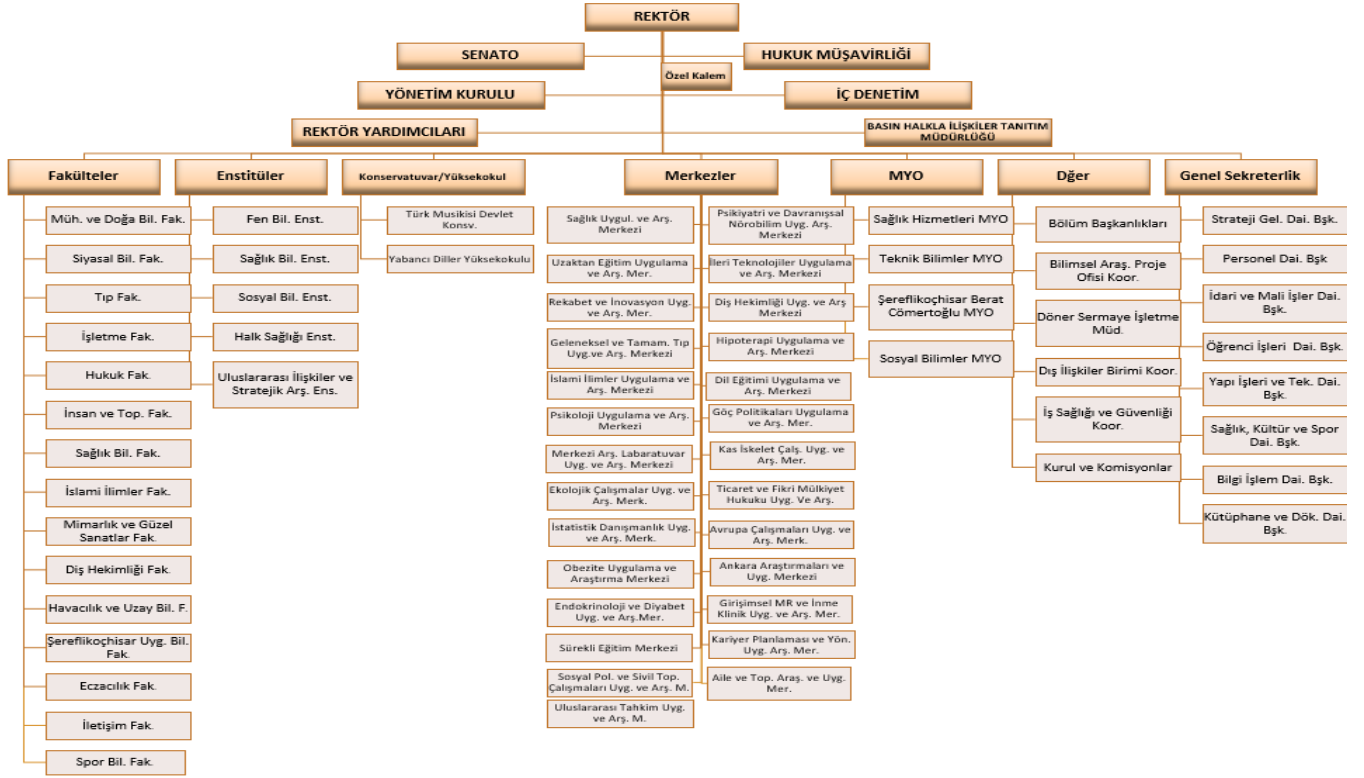 REKTÖR
SENATO
HUKUK MÜŞAVİRLİĞİ
Özel Kalem
YÖNETİM KURULU
İÇ DENETİM
REKTÖR YARDIMCILARI
BASIN HALKLA İLİŞKİLER TANITIM
MÜDÜRLÜĞÜ
Fakülteler
Müh. ve Doğa Bil. Fak.
Siyasal Bil. Fak.
Tıp Fak.
İşletme Fak.
Hukuk Fak.
İnsan ve Top. Fak.
Sağlık Bil. Fak.
İslami İlimler Fak.
Mimarlık ve Güzel
Sanatlar Fak.
Diş Hekimliği Fak.
Havacılık ve Uzay Bil. F.
Şereflikoçhisar Uyg. Bil.
Fak.
Eczacılık Fak.
İletişim Fak.
Spor Bil. Fak.
Enstitüler
Fen Bil. Enst.
Sağlık Bil. Enst.
Sosyal Bil. Enst.
Halk Sağlığı Enst.
Uluslararası İlişkiler ve
Stratejik Arş. Ens.
Konservatuvar/Yüksekokul
Türk Musikisi Devlet
Konsv.
Yabancı Diller Yüksekokulu
Merkezler
Sağlık Uygul. ve Arş.
Merkezi
Uzaktan Eğitim Uygulama
ve Arş. Mer.
Rekabet ve İnovasyon Uyg.
ve Arş. Mer.
Geleneksel ve Tamam. Tıp
Uyg.ve Arş. Merkezi
İslami İlimler Uygulama ve
Arş. Merkezi
Psikoloji Uygulama ve Arş.
Merkezi
Merkezi Arş. Labaratuvar
Uyg. ve Arş. Merkezi
Ekolojik Çalışmalar Uyg. ve
Arş. Merk.
İstatistik Danışmanlık Uyg.
ve Arş. Merk.
Obezite Uygulama ve
Araştırma Merkezi
Endokrinoloji ve Diyabet
Uyg. ve Arş.Mer.
Sürekli Eğitim Merkezi
Sosyal Pol. ve Sivil Top.
Çalışmaları Uyg. ve Arş. M.
Uluslararası Tahkim Uyg.
ve Arş. M.
Psikiyatri ve Davranışsal
Nörobilim Uyg. Arş.
Merkezi
İleri Teknolojiler Uygulama
ve Arş. Merkezi
Diş Hekimliği Uyg. ve Arş
Merkezi
Hipoterapi Uygulama ve
Arş. Merkezi
Dil Eğitimi Uygulama ve
Arş. Merkezi
Göç Politikaları Uygulama
ve Arş. Mer.
Kas İskelet Çalş. Uyg. ve
Arş. Mer.
Ticaret ve Fikri Mülkiyet
Hukuku Uyg. Ve Arş.
Avrupa Çalışmaları Uyg. ve
Arş. Merk.
Ankara Araştırmaları ve
Uyg. Merkezi
Girişimsel MR ve İnme
Klinik Uyg. ve Arş. Mer.
Kariyer Planlaması ve Yön.
Uyg. Arş. Mer.
Aile ve Top. Araş. ve Uyg.
Mer.
MYO
Sağlık Hizmetleri MYO
Teknik Bilimler MYO
Şereflikoçhisar Berat
Cömertoğlu MYO
Sosyal Bilimler MYO
Dğer
Bölüm Başkanlıkları
Bilimsel Araş. Proje
Ofisi Koor.
Döner Sermaye İşletme
Müd.
Dış İlişkiler Birimi Koor.
İş Sağlığı ve Güvenliği
Koor.
Kurul ve Komisyonlar
Genel Sekreterlik
Strateji Gel. Dai. Bşk.
Personel Dai. Bşk
İdari ve Mali İşler Dai.
Bşk.
Öğrenci İşleri Dai. Bşk.
Yapı İşleri ve Tek. Dai.
Bşk.
Sağlık, Kültür ve Spor
Dai. Bşk.
Bilgi İşlem Dai. Bşk.
Kütüphane ve Dök. Dai.
Bşk.